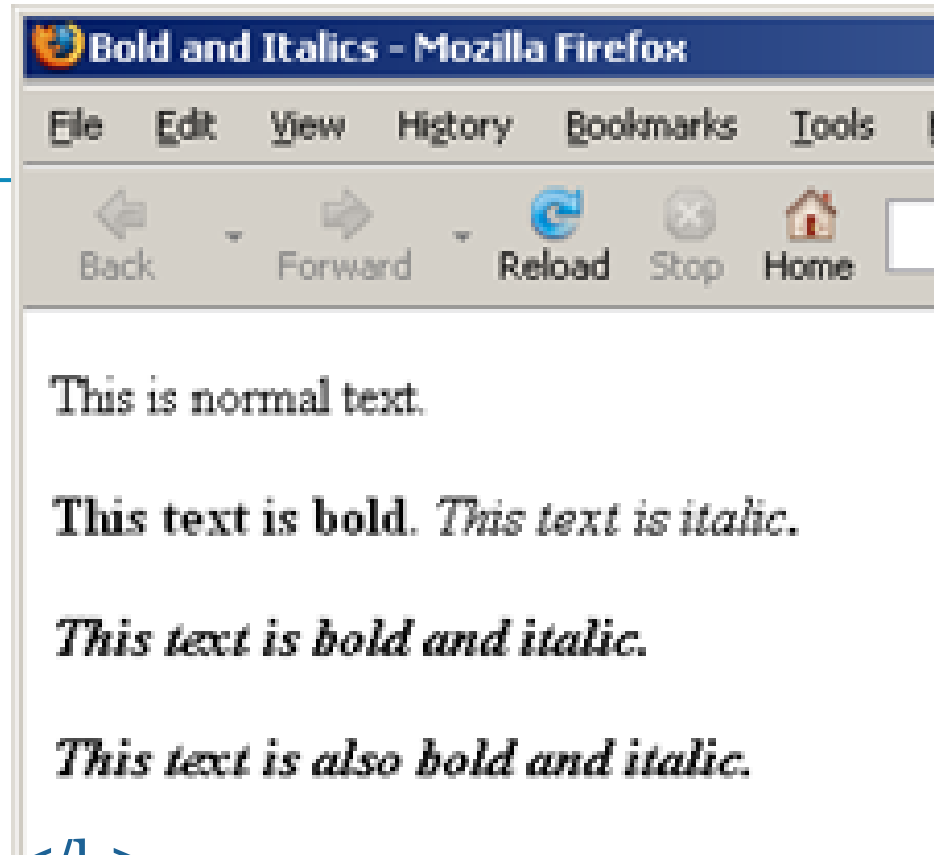 Bold and Italics - Mozilla Firefox
File Edit View History Bookmarks Tools
Back Forward Reload Stop Home
This is normal text.
This text is bold. This text is italic.
This text is bold and italic.
This text is also bold and italic.